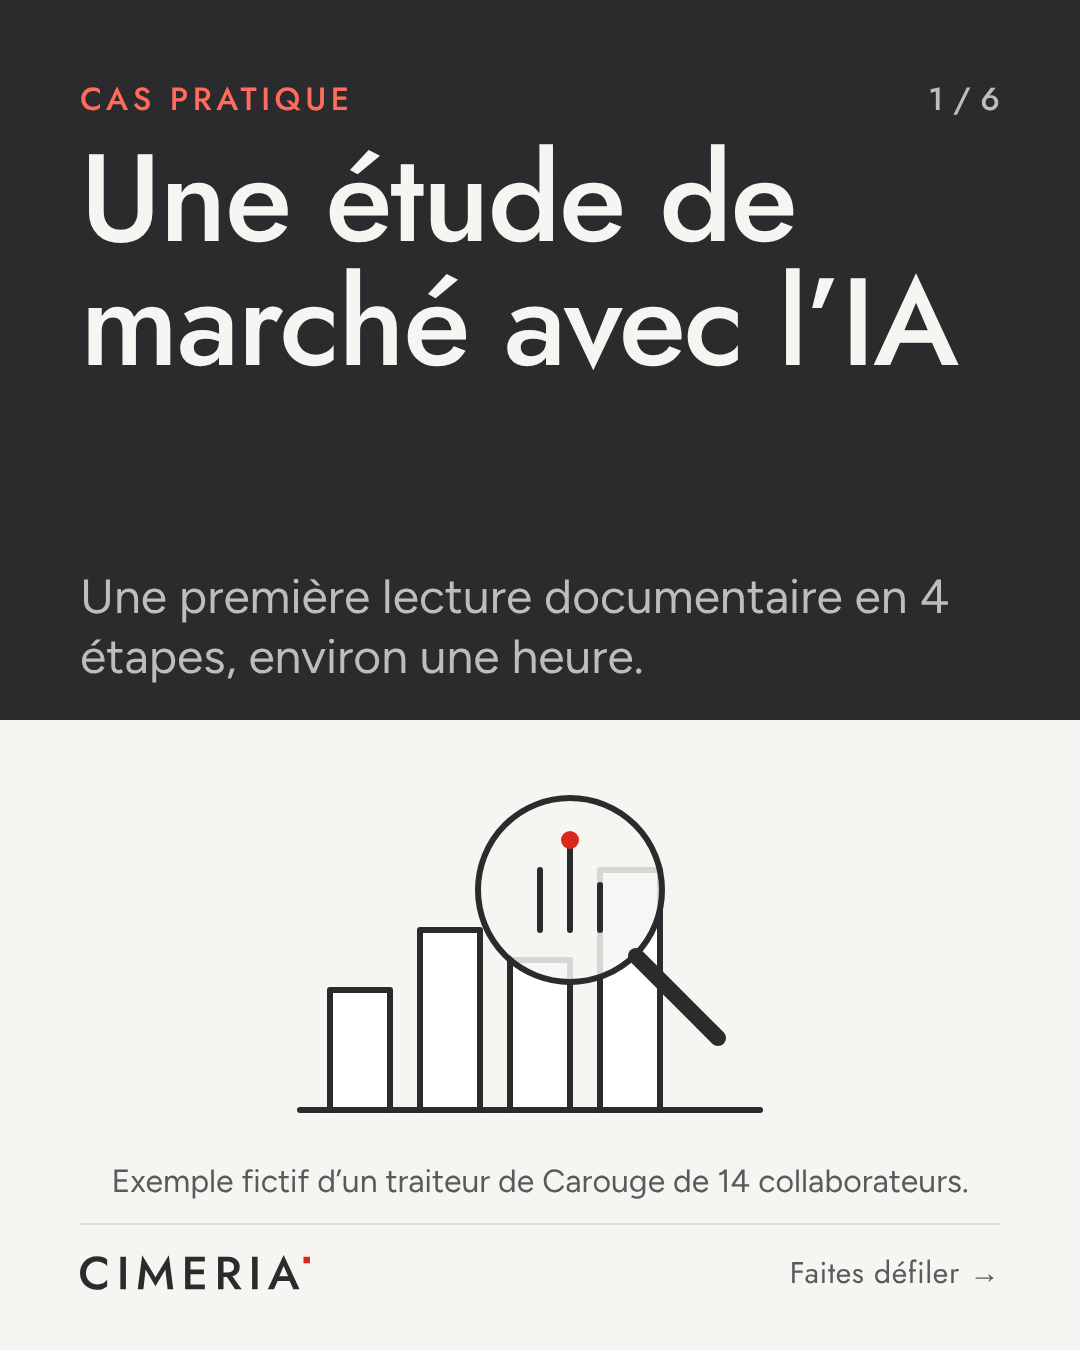 CAS PRATIQUE
1 / 6
Une étude de
marché avec l’IA
Une première lecture documentaire en 4
étapes, environ une heure.
Exemple fictif d’un traiteur de Carouge de 14 collaborateurs.
CIMERIA
Faites défiler →